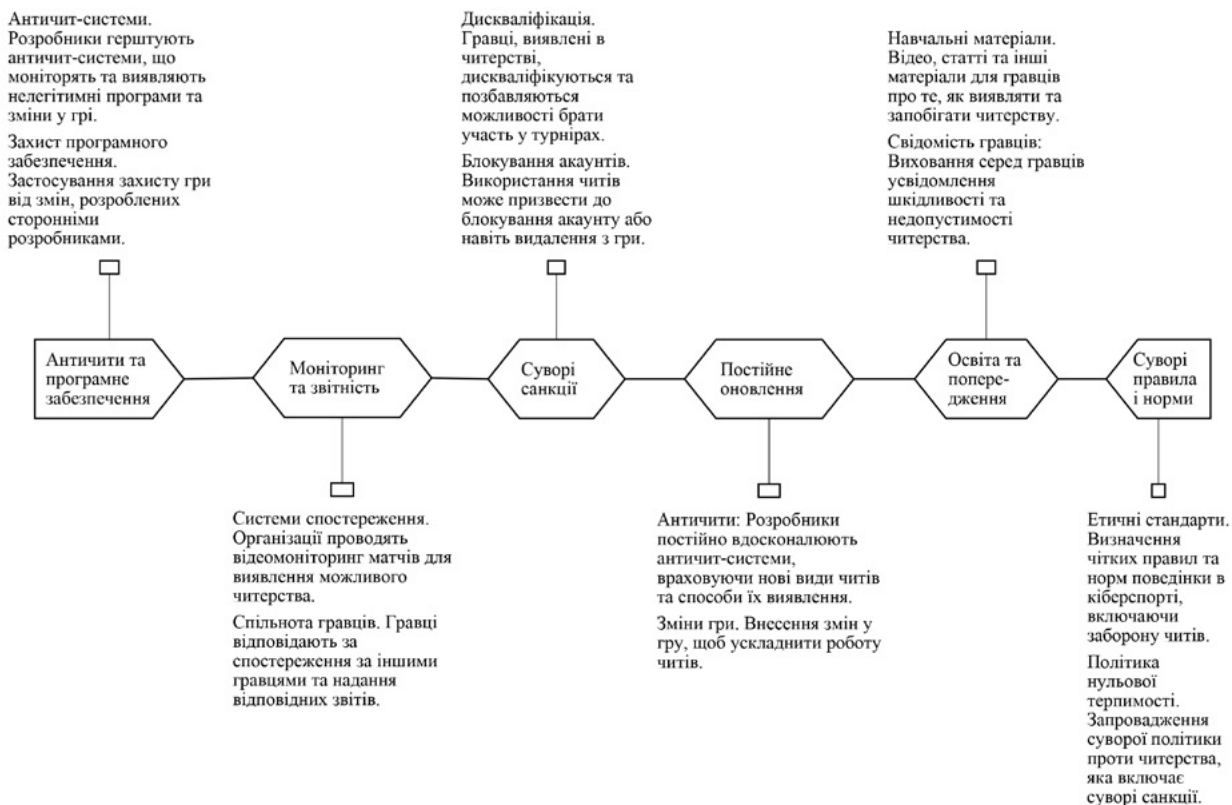 Античит-системи.
Розробники герштують
античит-системи, що
моніторять та виявляють
нелегітимні програми та
зміни у грі.
Захист програмного
забезпечення.
Застосування захисту гри
від змін, розроблених
сторонніми
розробниками.
Дискваліфікація.
Гравці, виявлені в
читерстві,
дискваліфікуються та
позбавляються
можливості брати
участь у турнірах.
Блокування акаунтів.
Використання читів
може призвести до
блокування акаунту або
навіть видалення з гри.
Навчальні матеріали.
Відео, статті та інші
матеріали для гравців
про те, як виявляти та
запобігати читерству.
Свідомість гравців:
Виховання серед гравців
усвідомлення
шкідливості та
недопустимості
читерства.
Античити та
програмне
забезпечення
Моніторинг
та звітність
Суворі
санкції
Постійне
оновлення
Освіта та
попере-
дження
Суворі
правила
і норми
Системи спостереження.
Організації проводять
відеомоніторинг матчів для
виявлення можливого
читерства.
Спільнота гравців. Гравці
відповідають за
спостереження за іншими
гравцями та надання
відповідних звітів.
Античити: Розробники
постійно вдосконалюють
античит-системи,
враховуючи нові види читів
та способи їх виявлення.
Зміни гри. Внесення змін у
гру, щоб ускладнити роботу
читів.
Етичні стандарти.
Визначення
чітких правил та
норм поведінки в
кіберспорті,
включаючи
заборону читів.
Політика
нульової
терпимості.
Запровадження
суворої політики
проти читерства,
яка включає
суворі санкції.